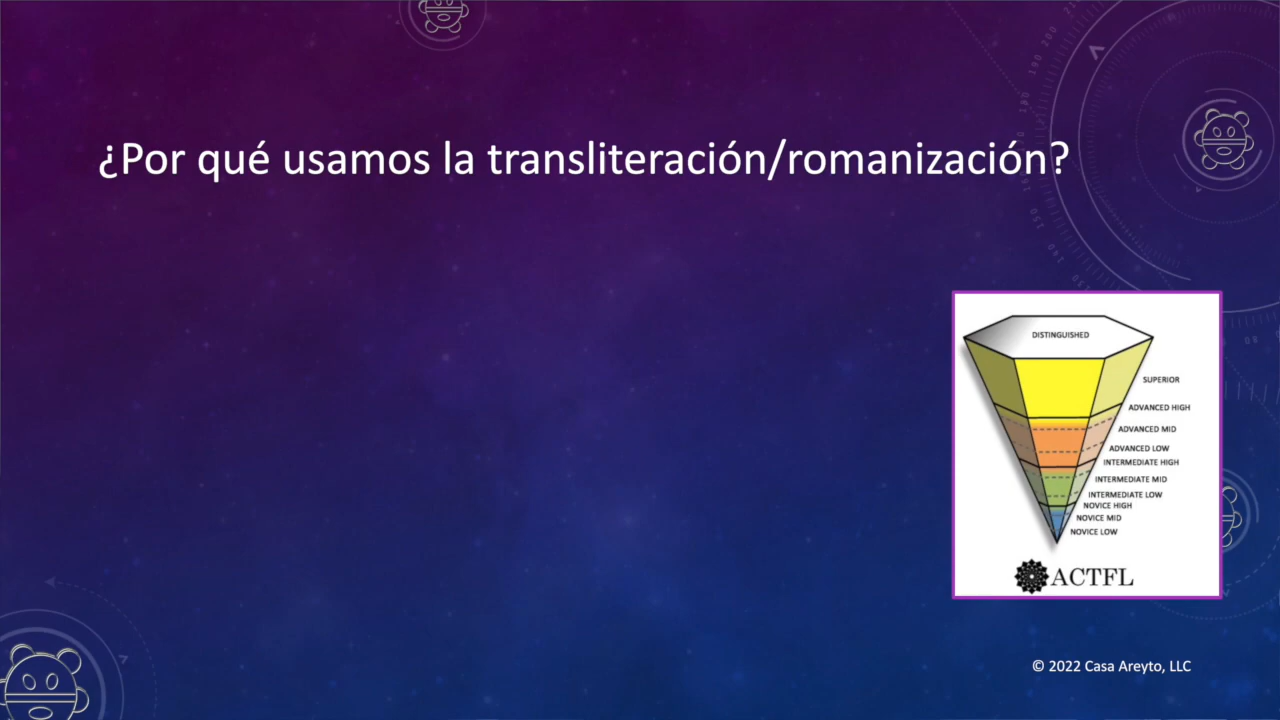 ¿Por qué usamos la transliteración/romanización?
DISTINGUISHED
SUPERIOR
ADVANCED HIGH
ADVANCED MID
ADVANCED LOW
INTERMEDIATE HIGH
INTERMEDIATE MID
INTERMEDIATE LOW
NOVICE HIGH
NOVICE MID
NOVICE LOW
ACTFL
© 2022 Casa Areyto, LLC